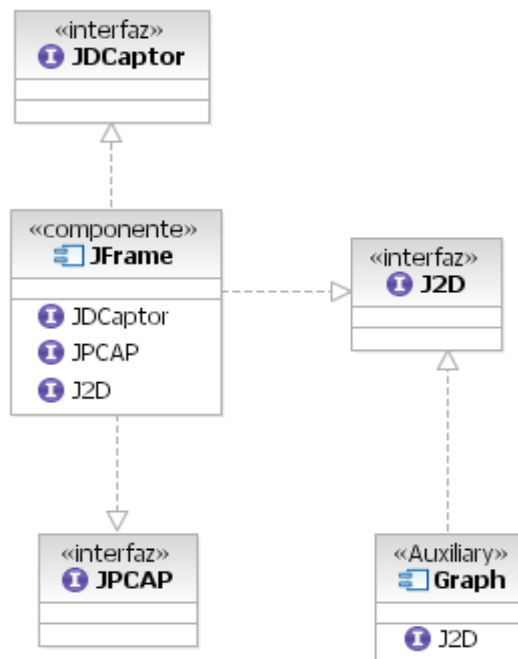 «interfaz»
JDCaptor
«componente»
JFrame
JDCaptor
JPCAP
J2D
«interfaz»
J2D
«interfaz»
JPCAP
«Auxiliary»
Graph
J2D